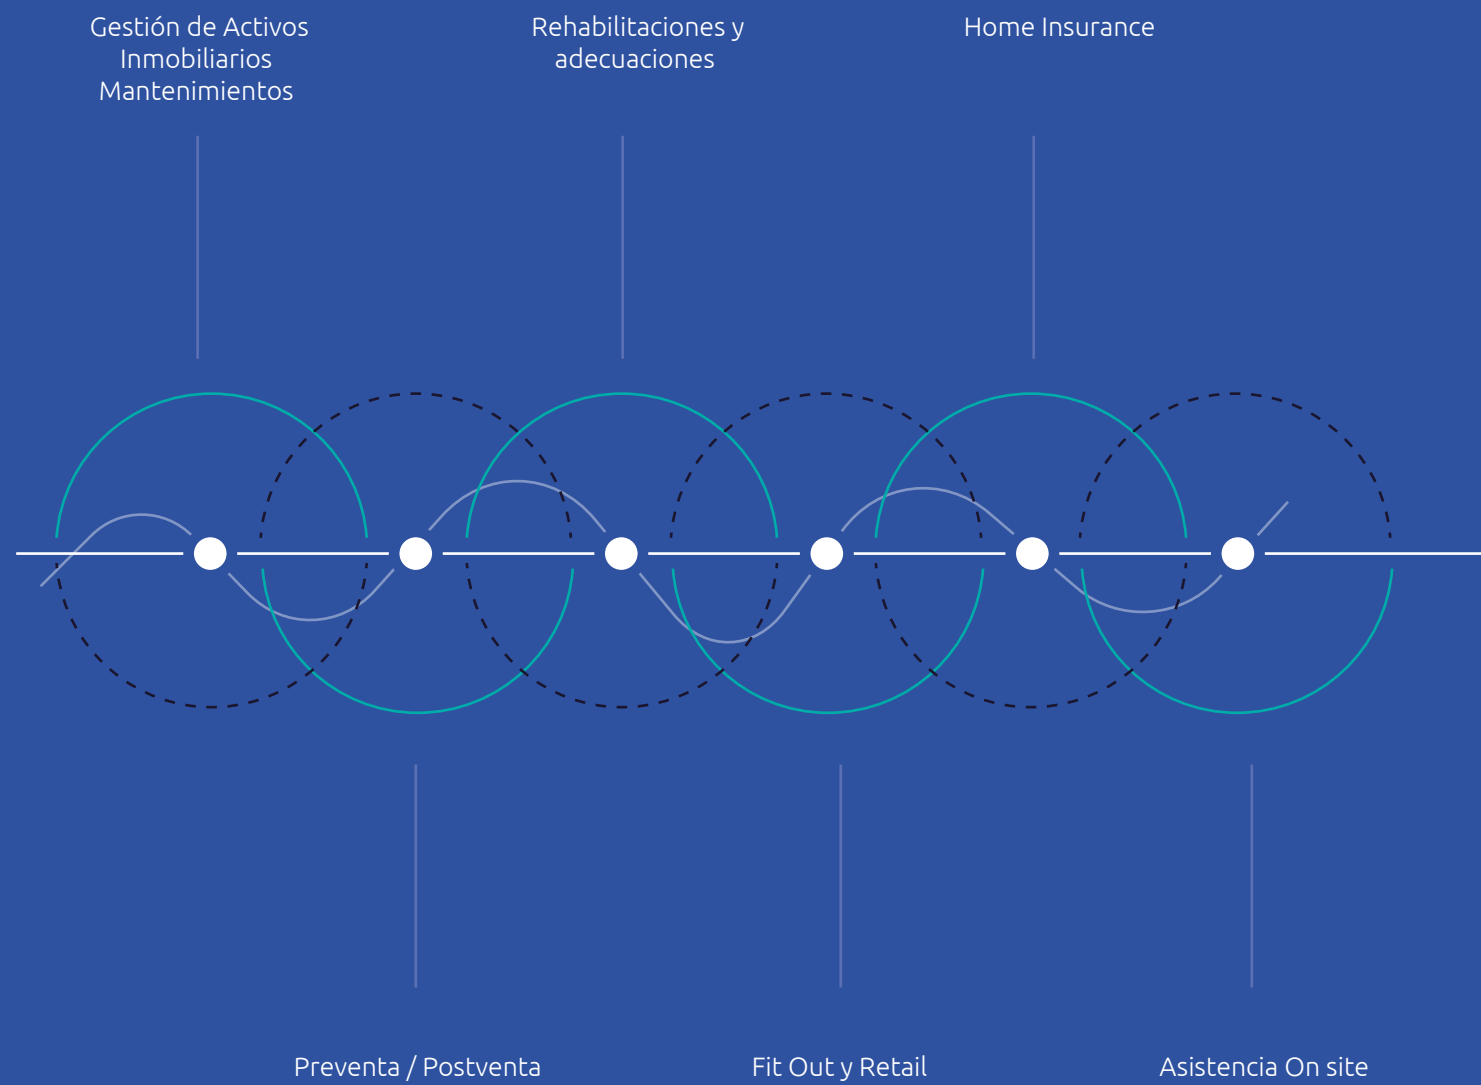 Gestión de Activos
Inmobiliarios
Mantenimientos
Rehabilitaciones y
adecuaciones
Home Insurance
Preventa / Postventa
Fit Out y Retail
Asistencia On site